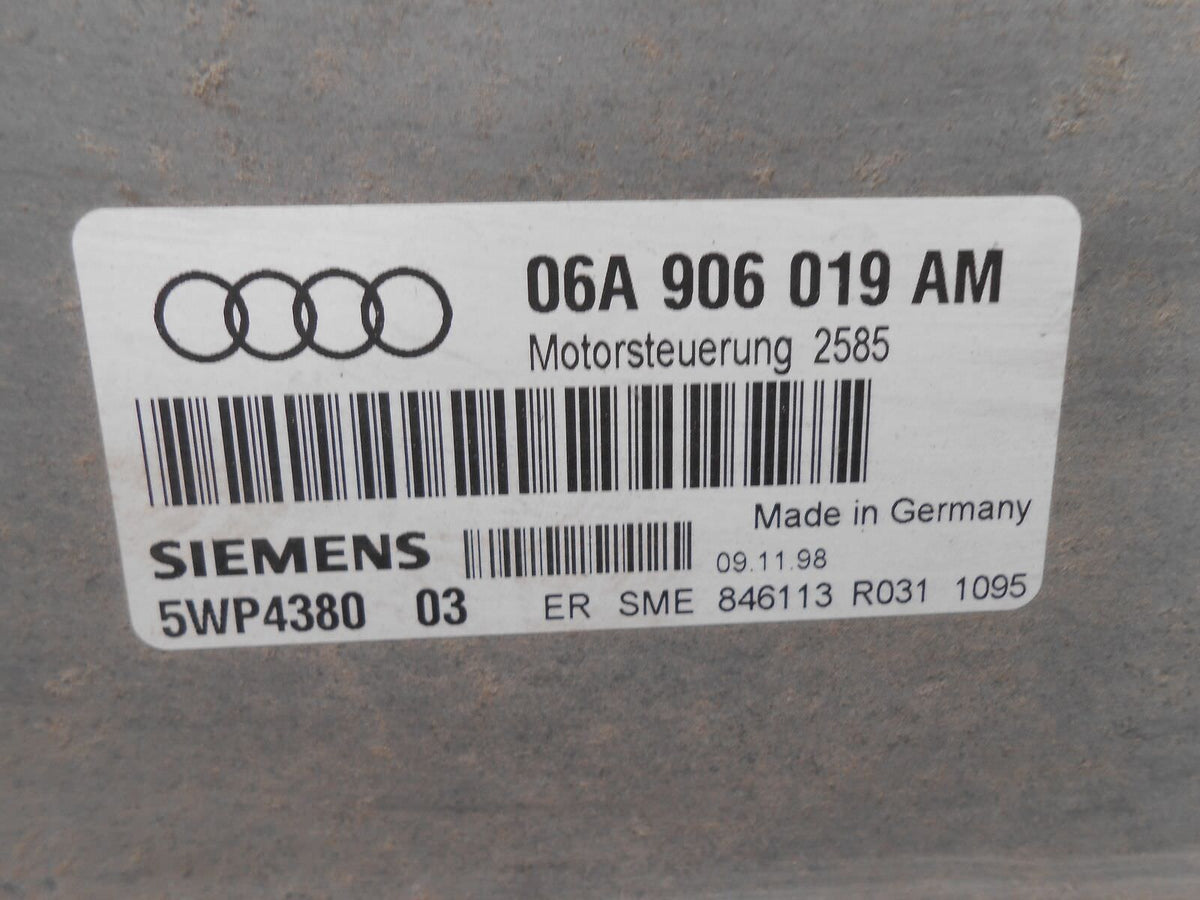 06A 906 019 AM
Motorsteuerung 2585
Made in Germany
SIEMENS 09.11.98
5WP4380 03 ER SME 846113 R031 1095